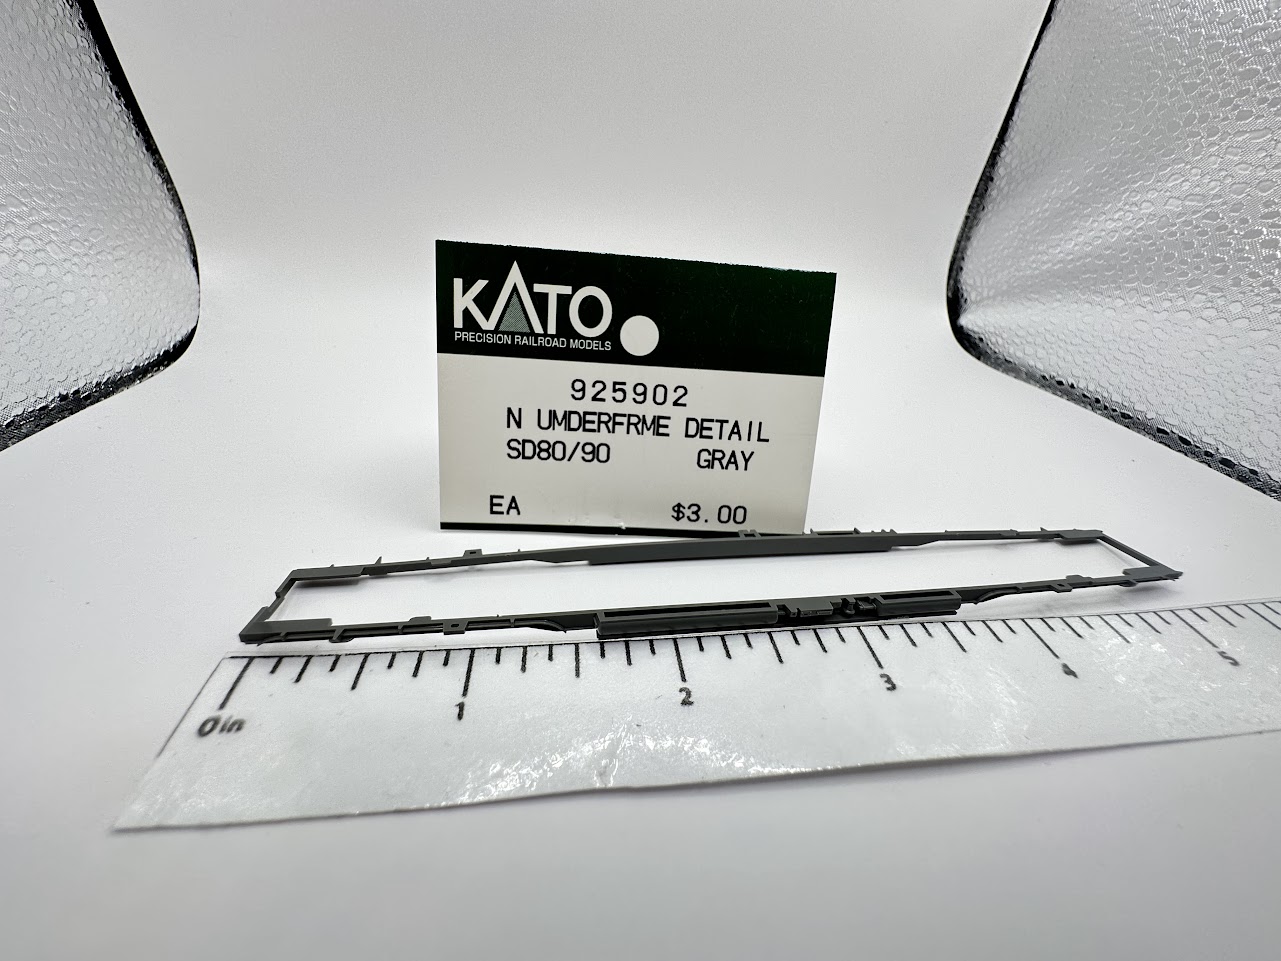 KATO
PRECISION RAILROAD MODELS
925902
N UMDERFRME DETAIL
SD80/90 GRAY
EA $3.00
0in 1 2 3 4 5